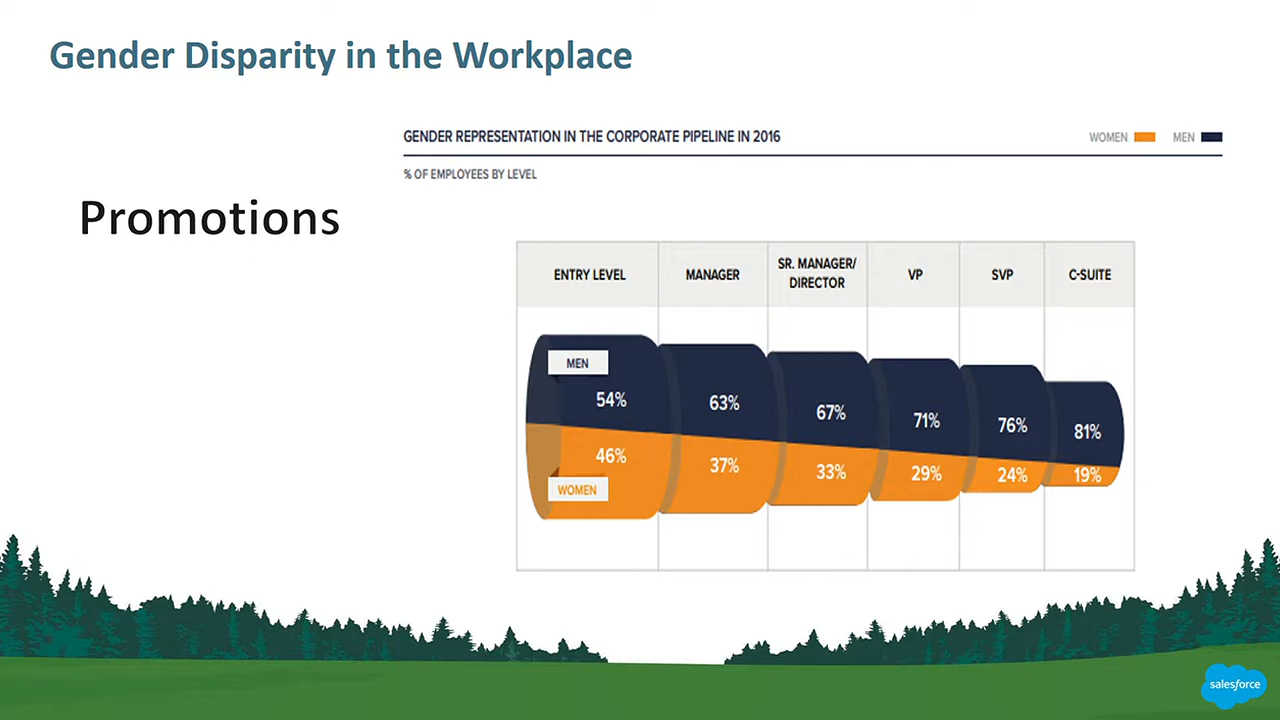 Gender Disparity in the Workplace
GENDER REPRESENTATION IN THE CORPORATE PIPELINE IN 2016
WOMEN MEN
% OF EMPLOYEES BY LEVEL
Promotions
ENTRY LEVEL
MANAGER
SR. MANAGER/
DIRECTOR
VP
SVP
C-SUITE
MEN
54%
63%
67%
71%
76%
81%
46%
37%
33%
29%
24%
19%
WOMEN
salesforce